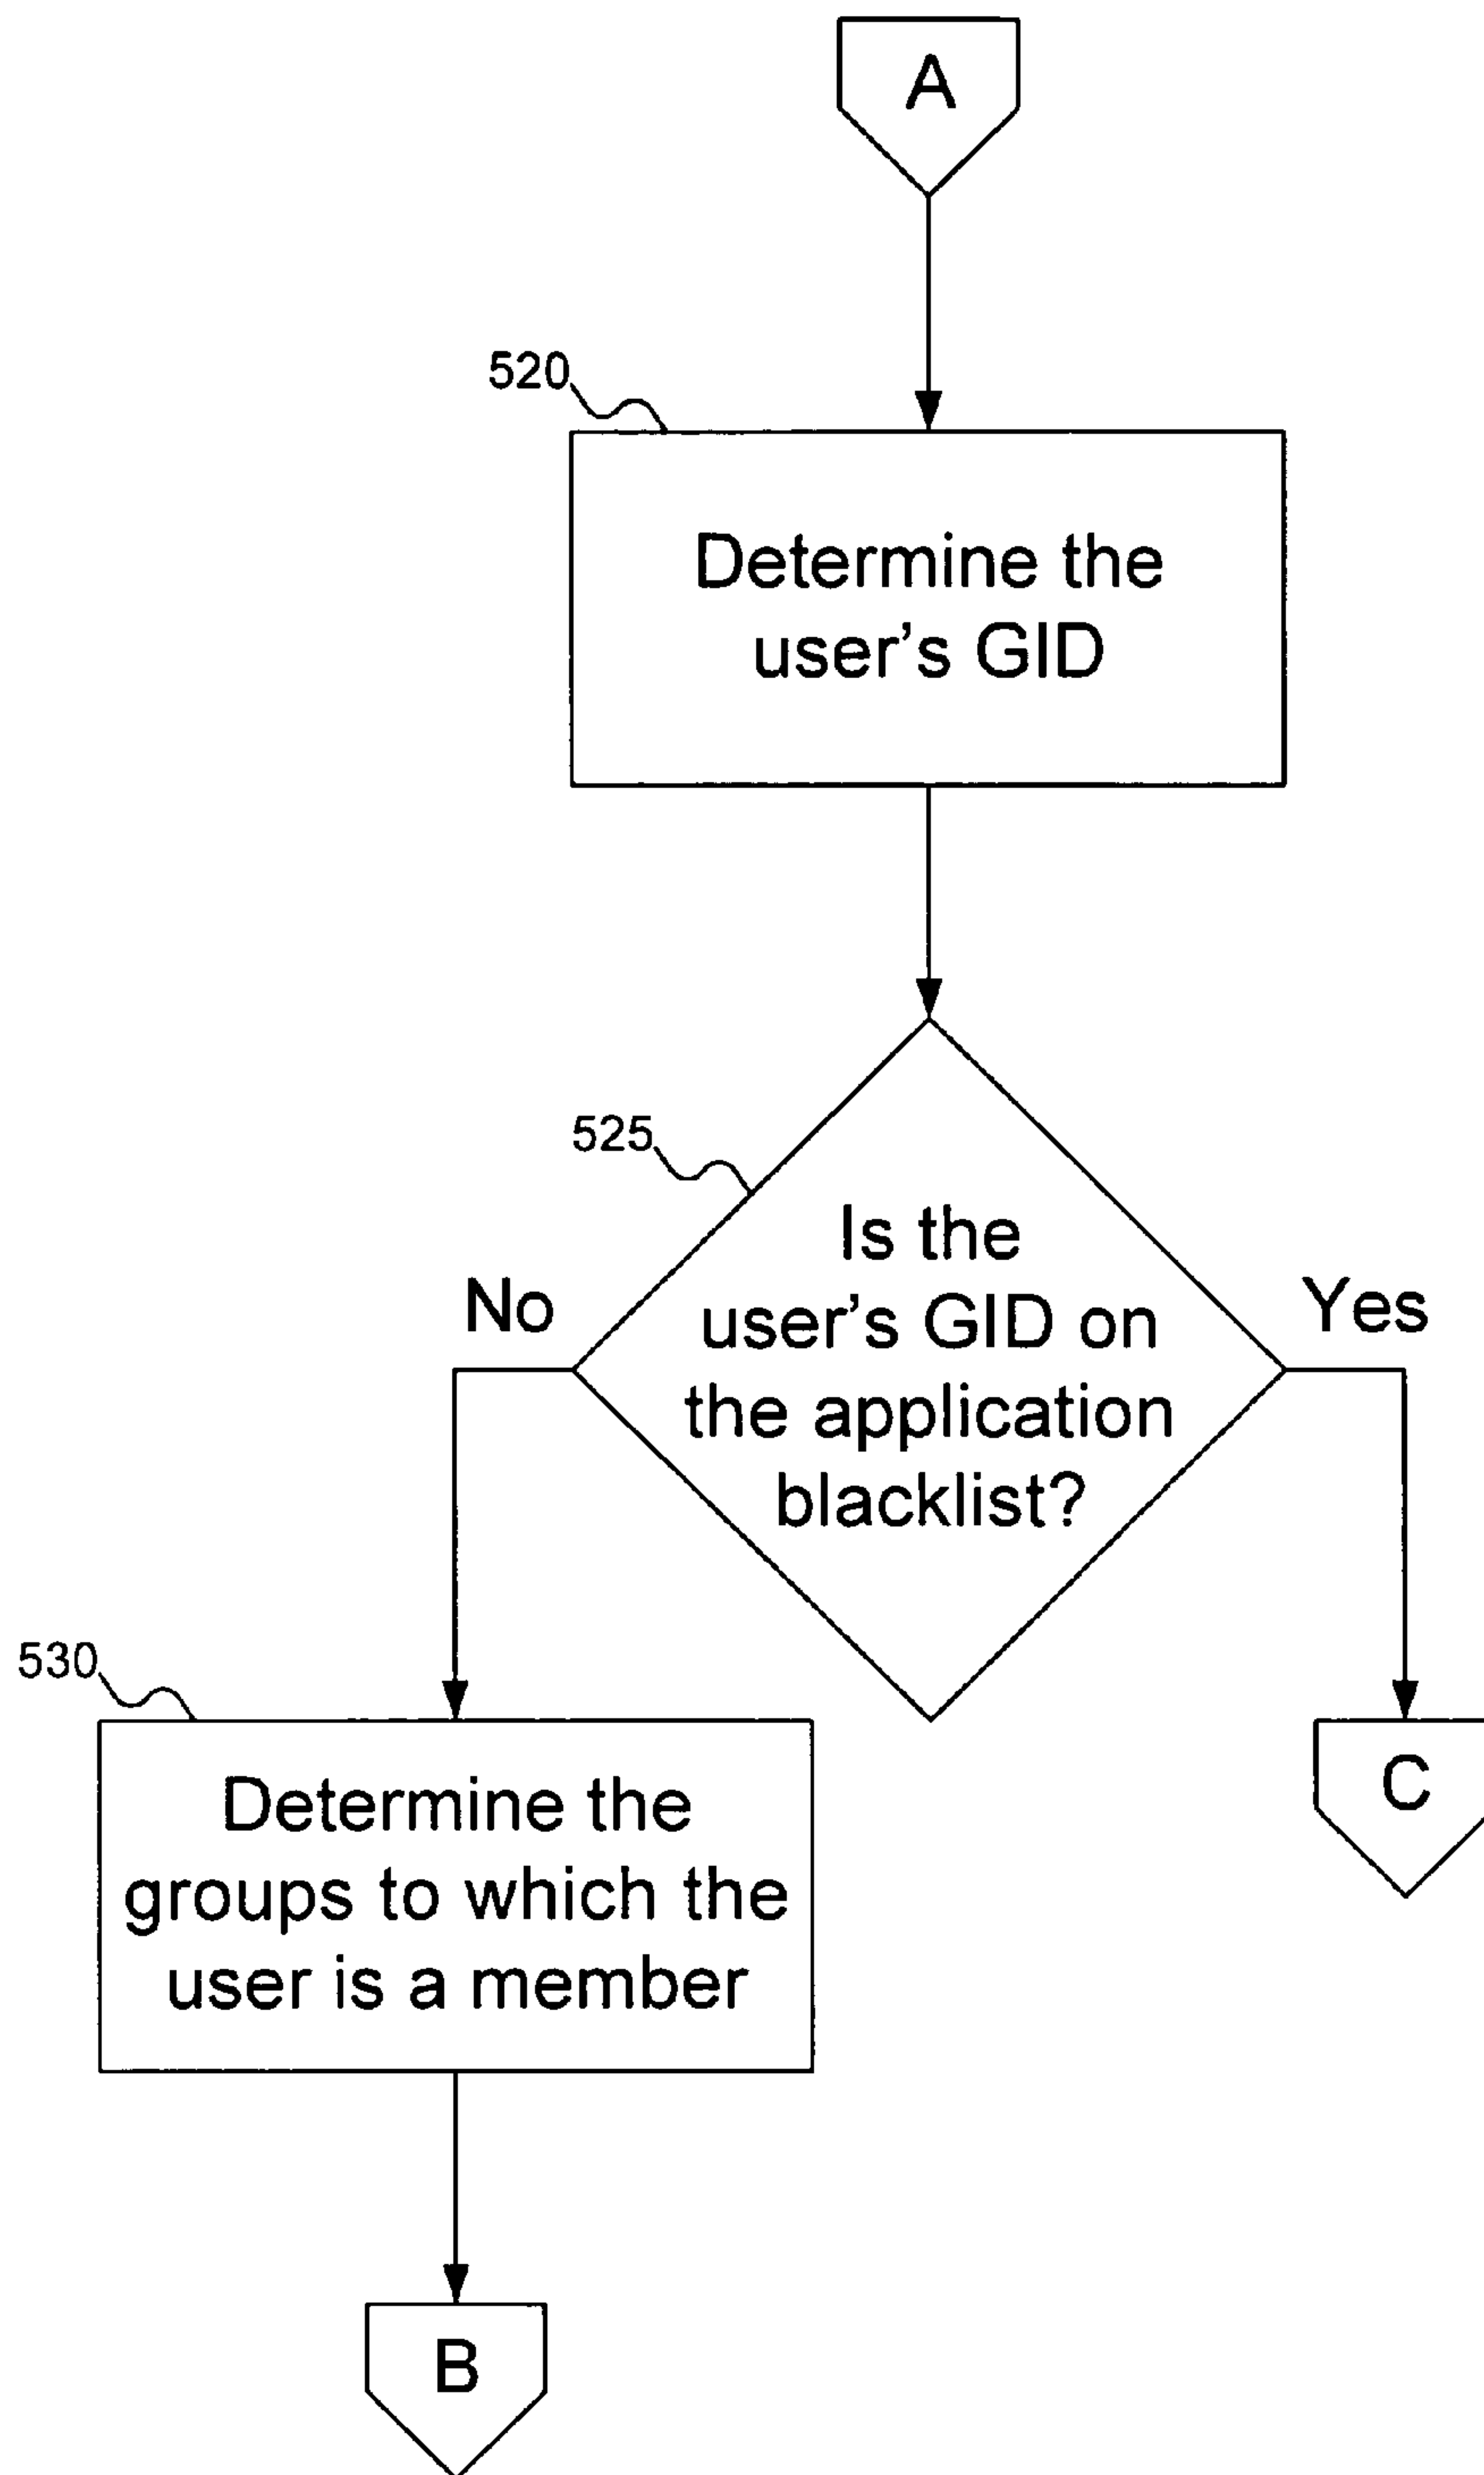 A
520
Determine the
user's GID
525
Is the
user's GID on
the application
blacklist?
No
Yes
530
Determine the
groups to which the
user is a member
C
B